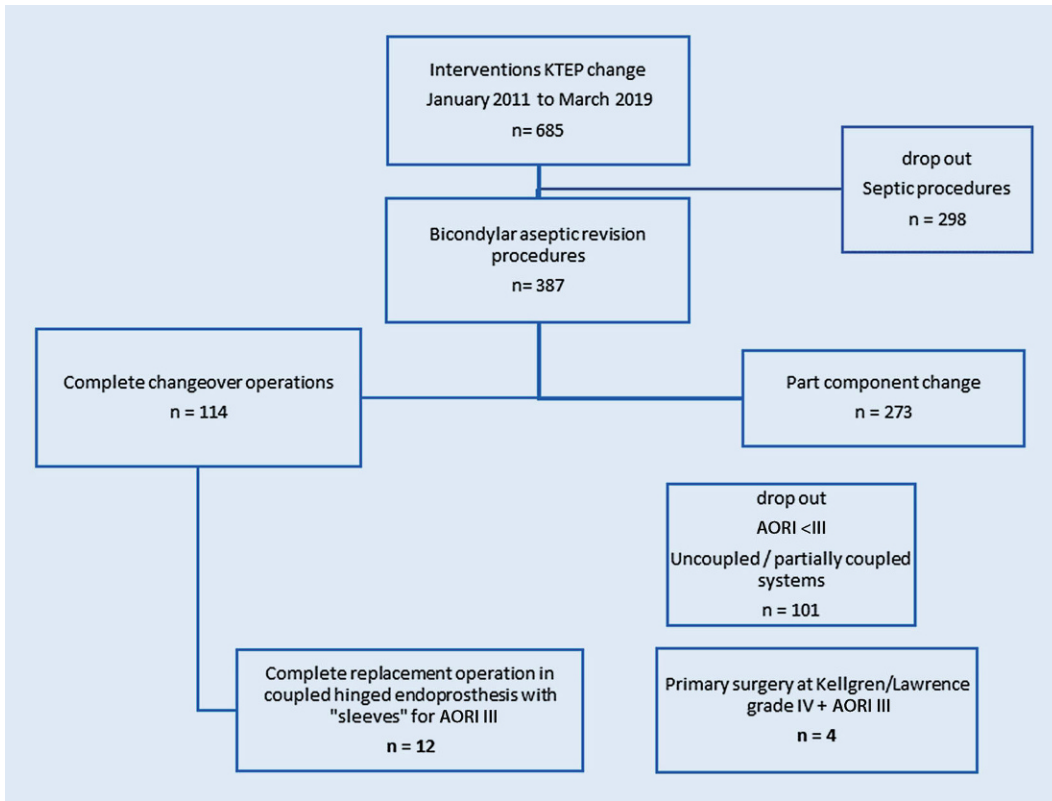 Interventions KTEP change
January 2011 to March 2019
n= 685
drop out
Septic procedures
n = 298
Bicondylar aseptic revision
procedures
n= 387
Complete changeover operations
n = 114
Part component change
n = 273
drop out
AORI <III
Uncoupled / partially coupled
systems
n = 101
Complete replacement operation in
coupled hinged endoprosthesis with
"sleeves" for AORI III
n = 12
Primary surgery at Kellgren/Lawrence
grade IV + AORI III
n = 4